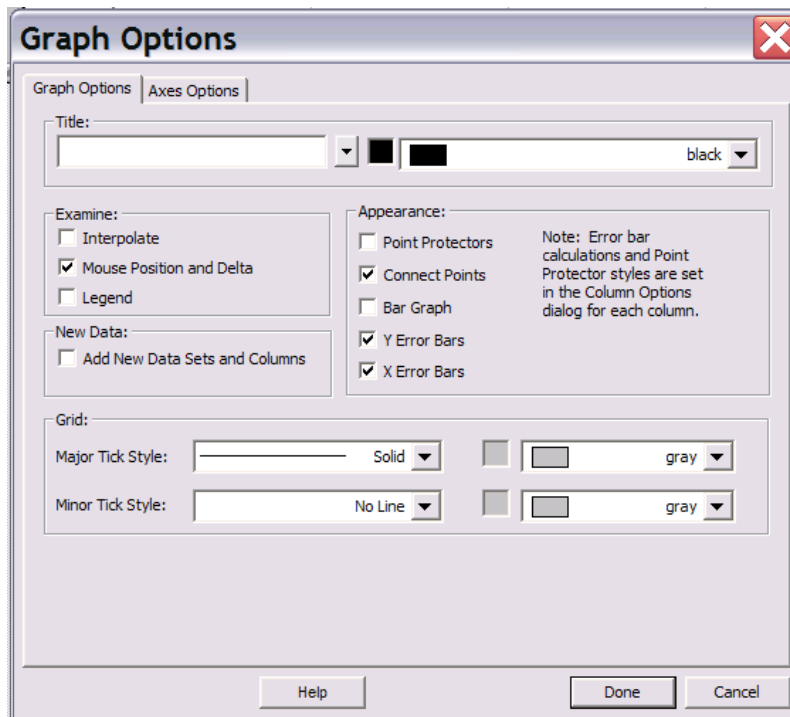 Graph Options
Graph Options
Axes Options
Title:
black
Examine:
Interpolate
Mouse Position and Delta
Legend
New Data:
Add New Data Sets and Columns
Appearance:
Point Protectors
Connect Points
Bar Graph
Y Error Bars
X Error Bars
Note: Error bar
calculations and Point
Protector styles are set
in the Column Options
dialog for each column.
Grid:
Major Tick Style: Solid gray
Minor Tick Style: No Line gray
Help Done Cancel